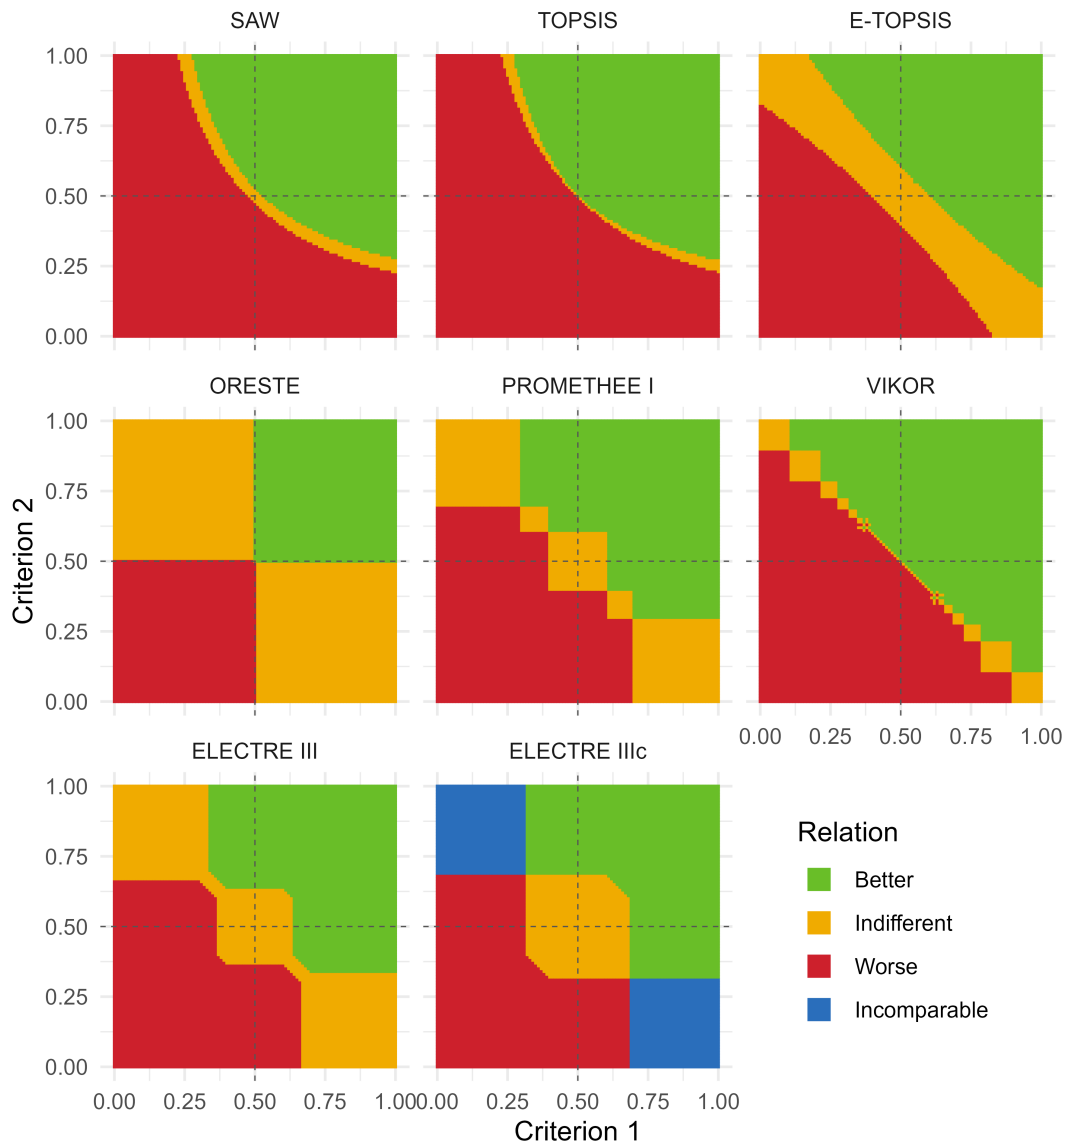 SAW
TOPSIS
E-TOPSIS
1.00
0.75
0.50
0.25
0.00
ORESTE
PROMETHEE I
VIKOR
1.00
0.75
0.50
0.25
0.00
0.00 0.25 0.50 0.75 1.00
Criterion 2
ELECTRE III
ELECTRE IIIc
1.00
0.75
0.50
0.25
0.00
0.00 0.25 0.50 0.75 1.00
0.00 0.25 0.50 0.75 1.00
Criterion 1
Relation
Better
Indifferent
Worse
Incomparable